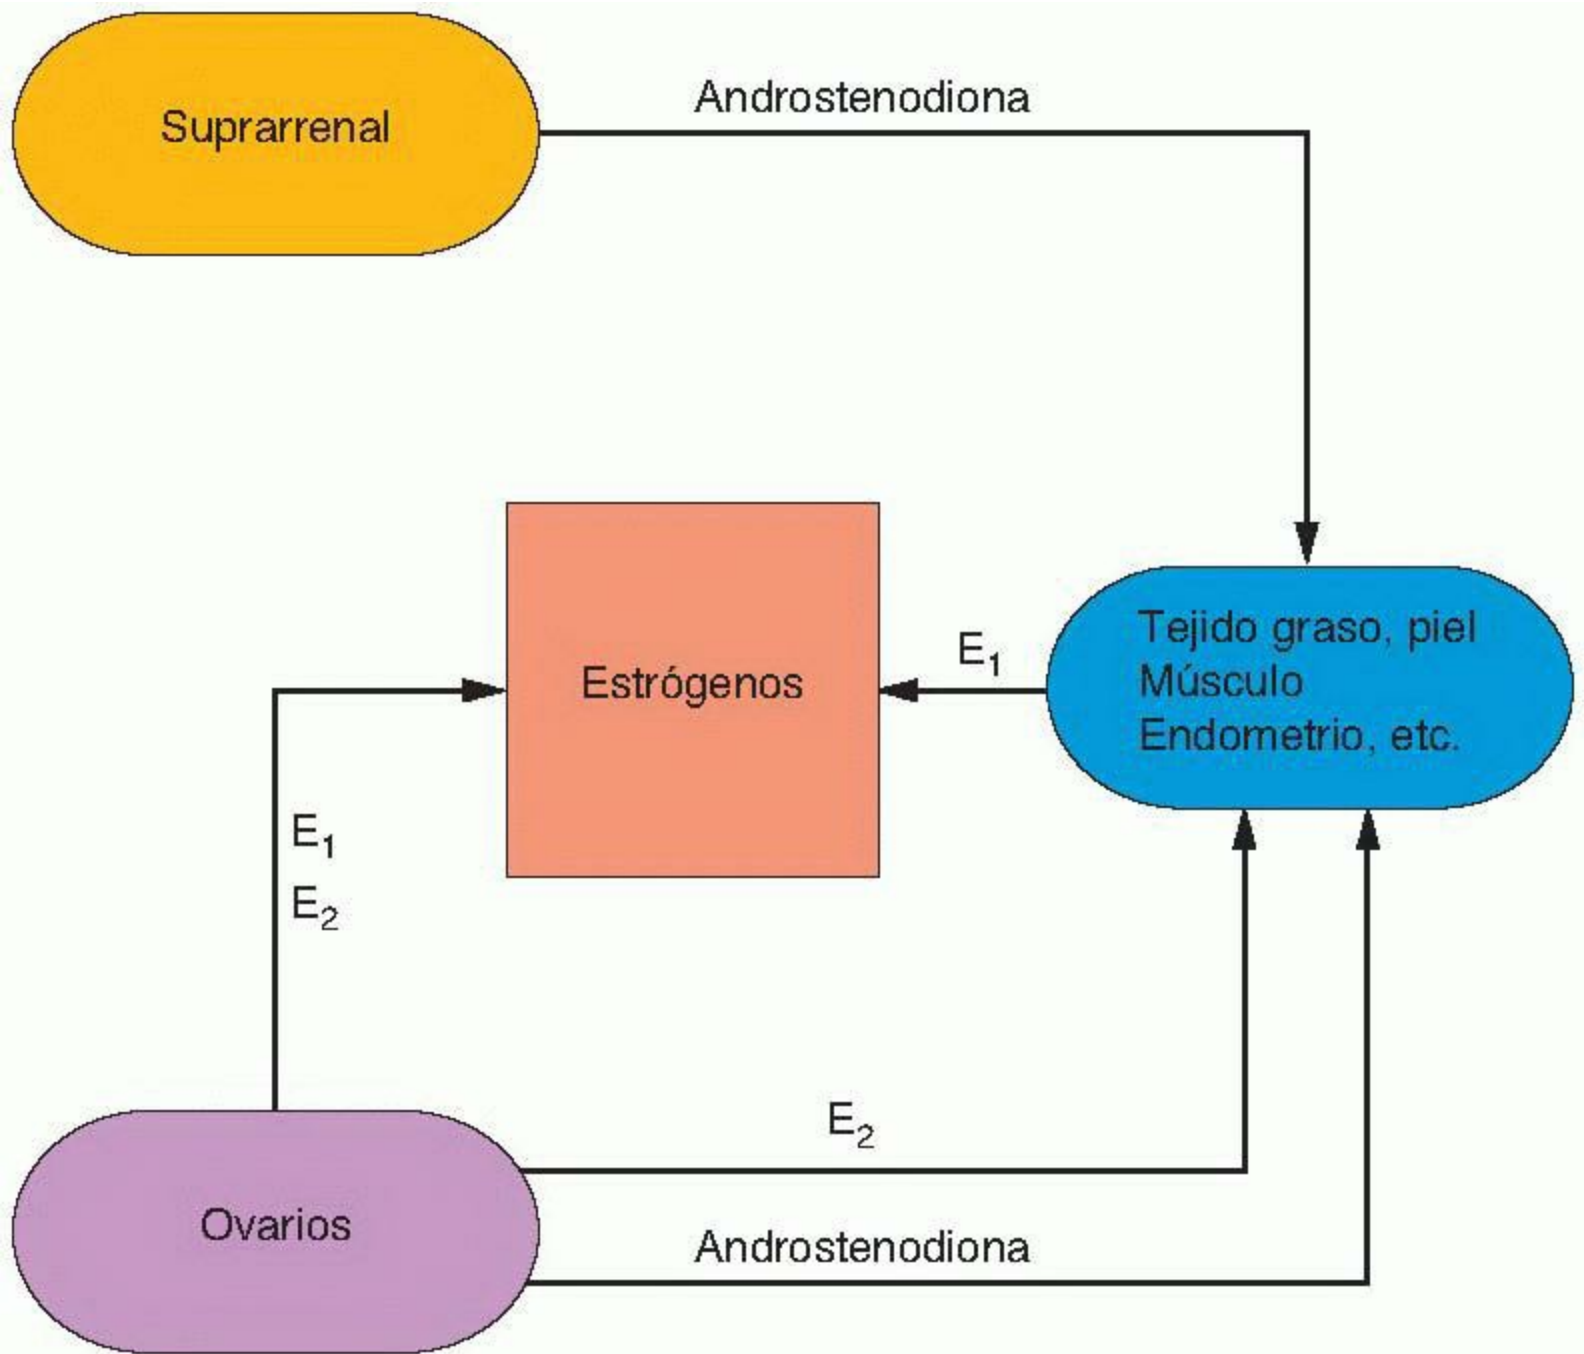 Androstenodiona
Suprarrenal
Tejido graso, piel
Músculo
Endometrio, etc.
E₁
Estrógenos
E₁
E₂
E₂
Ovarios
Androstenodiona